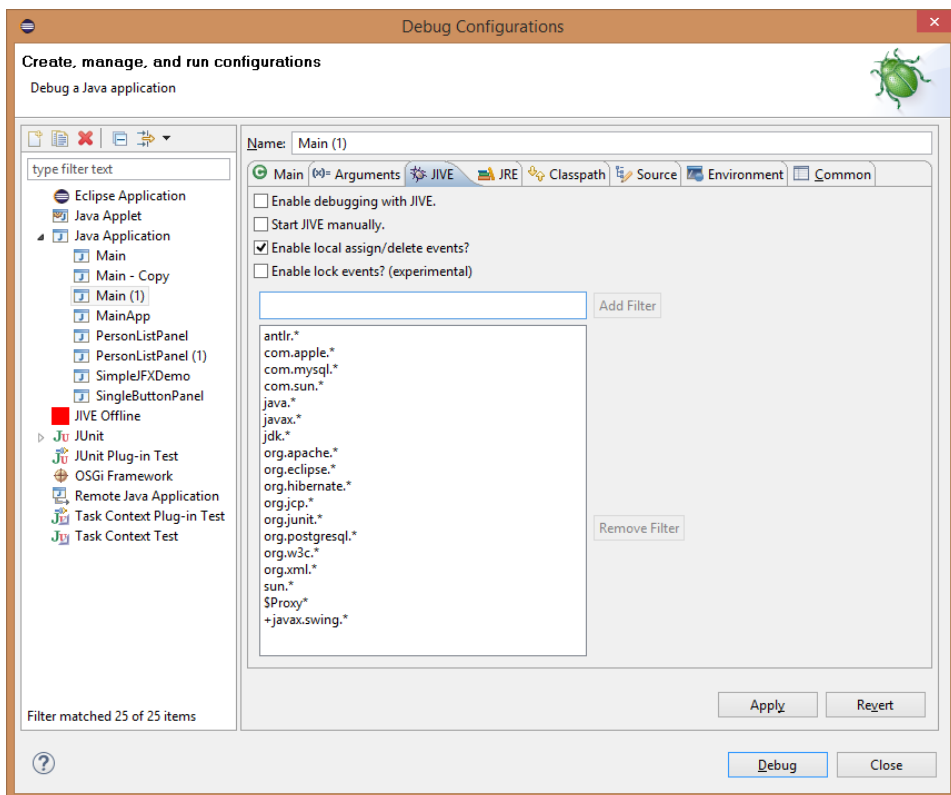 Debug Configurations
Create, manage, and run configurations
Debug a Java application
type filter text
Eclipse Application
Java Applet
Java Application
Main
Main - Copy
Main (1)
MainApp
PersonListPanel
PersonListPanel (1)
SimpleJFXDemo
SingleButtonPanel
JIVE Offline
JUnit
JUnit Plug-in Test
OSGi Framework
Remote Java Application
Task Context Plug-in Test
Task Context Test
Filter matched 25 of 25 items
Name: Main (1)
Main (x)= Arguments JIVE JRE Classpath Source Environment Common
Enable debugging with JIVE.
Start JIVE manually.
Enable local assign/delete events?
Enable lock events? (experimental)
Add Filter
antlr.*
com.apple.*
com.mysql.*
com.sun.*
java.*
javax.*
jdk.*
org.apache.*
org.eclipse.*
org.hibernate.*
org.jcp.*
org.junit.*
org.postgresql.*
org.w3c.*
org.xml.*
sun.*
$Proxy*
+javax.swing.*
Remove Filter
Apply Revert
Debug Close